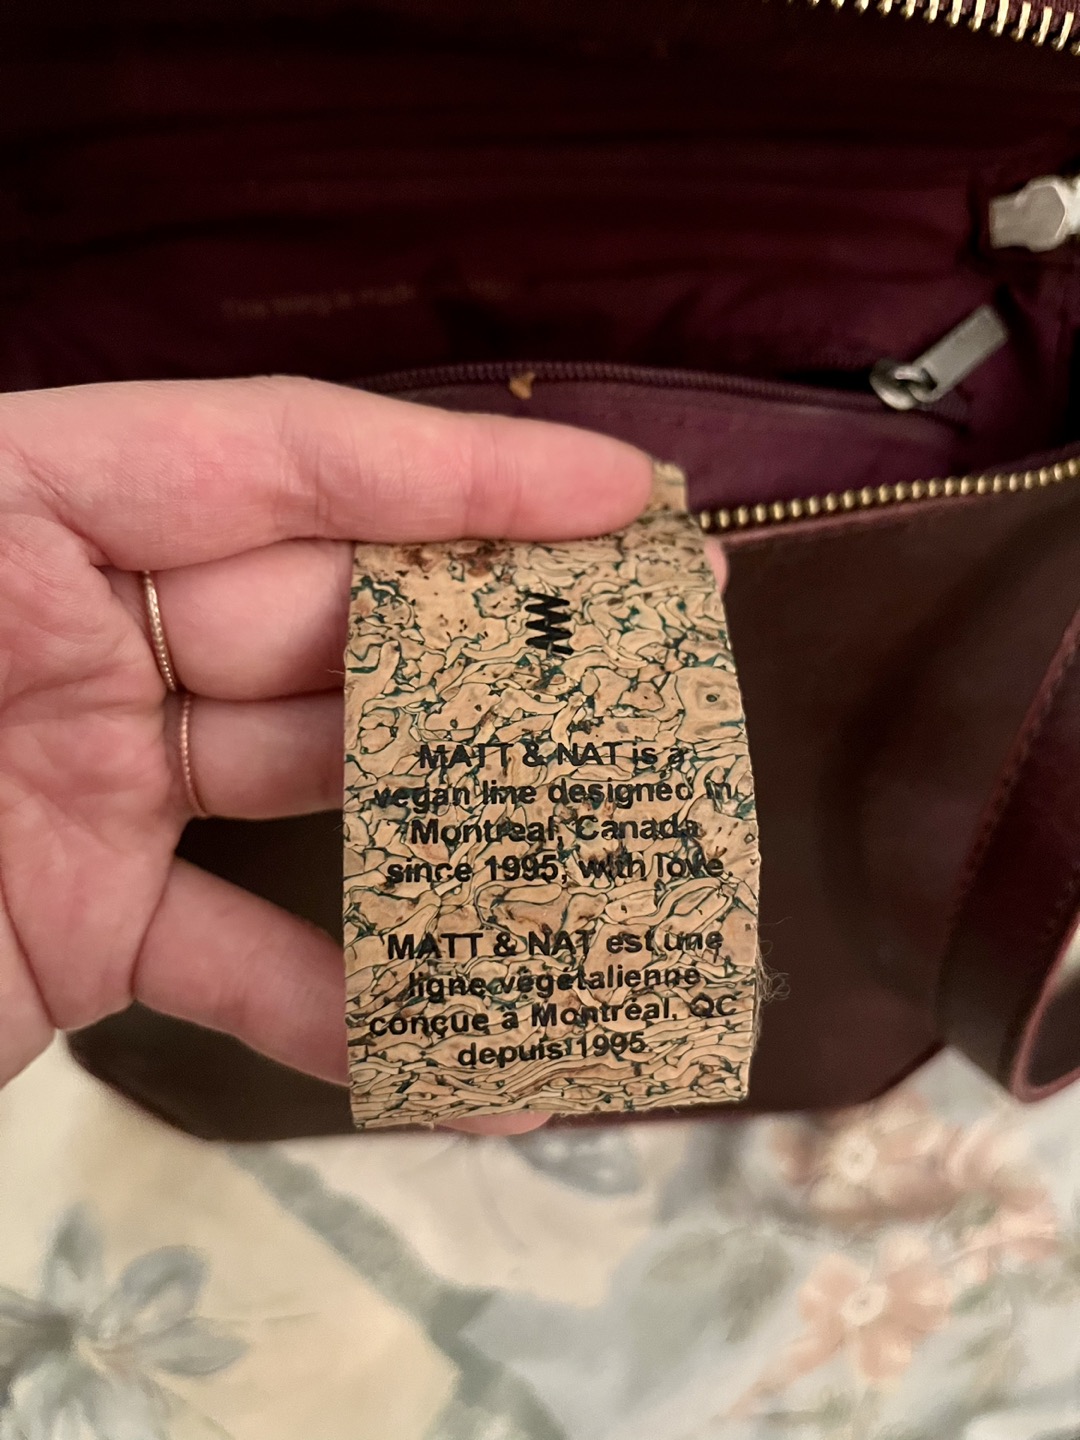 MATT & NAT is a
vegan line designed in
Montreal, Canada
since 1995, with love.
MATT & NAT est une
ligne végétalienne
conçue à Montréal, QC
depuis 1995.